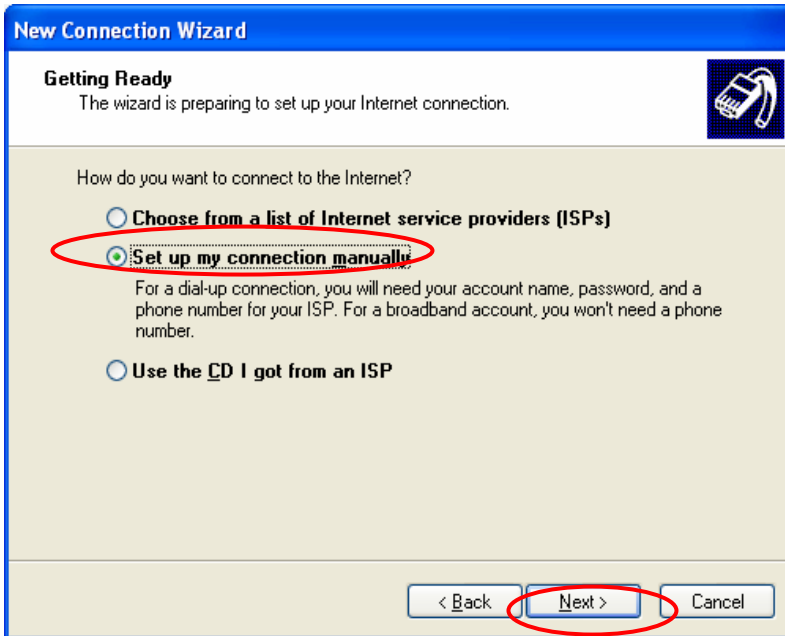 New Connection Wizard
Getting Ready
The wizard is preparing to set up your Internet connection.
How do you want to connect to the Internet?
Choose from a list of Internet service providers (ISPs)
Set up my connection manually
For a dial-up connection, you will need your account name, password, and a
phone number for your ISP. For a broadband account, you won't need a phone
number.
Use the CD I got from an ISP
< Back Next > Cancel